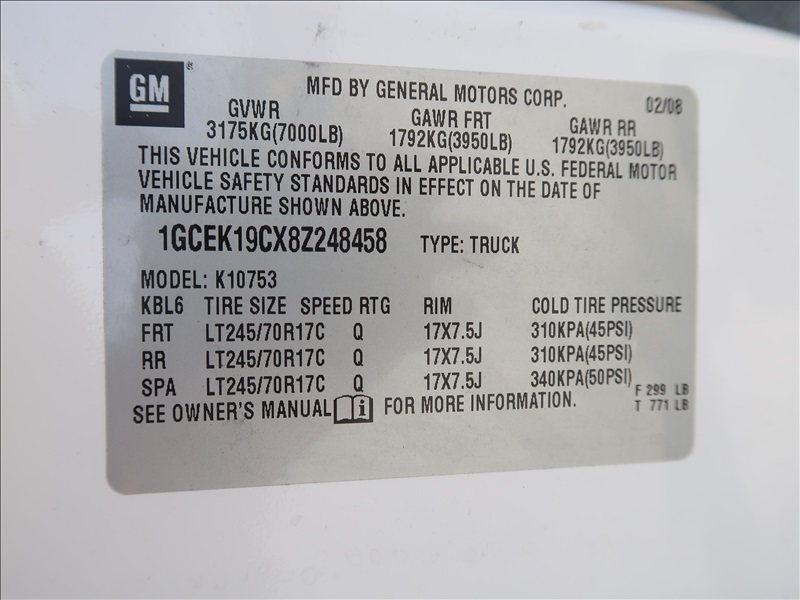 GM
MFD BY GENERAL MOTORS CORP. 02/08
GVWR GAWR FRT GAWR RR
3175KG(7000LB) 1792KG(3950LB) 1792KG(3950LB)
THIS VEHICLE CONFORMS TO ALL APPLICABLE U.S. FEDERAL MOTOR
VEHICLE SAFETY STANDARDS IN EFFECT ON THE DATE OF
MANUFACTURE SHOWN ABOVE.
1GCEK19CX8Z248458 TYPE: TRUCK
MODEL: K10753
KBL6 TIRE SIZE SPEED RTG RIM COLD TIRE PRESSURE
FRT LT245/70R17C Q 17X7.5J 310KPA(45PSI)
RR LT245/70R17C Q 17X7.5J 310KPA(45PSI)
SPA LT245/70R17C Q 17X7.5J 340KPA(50PSI)
F 299 LB
T 771 LB
SEE OWNER'S MANUAL i FOR MORE INFORMATION.